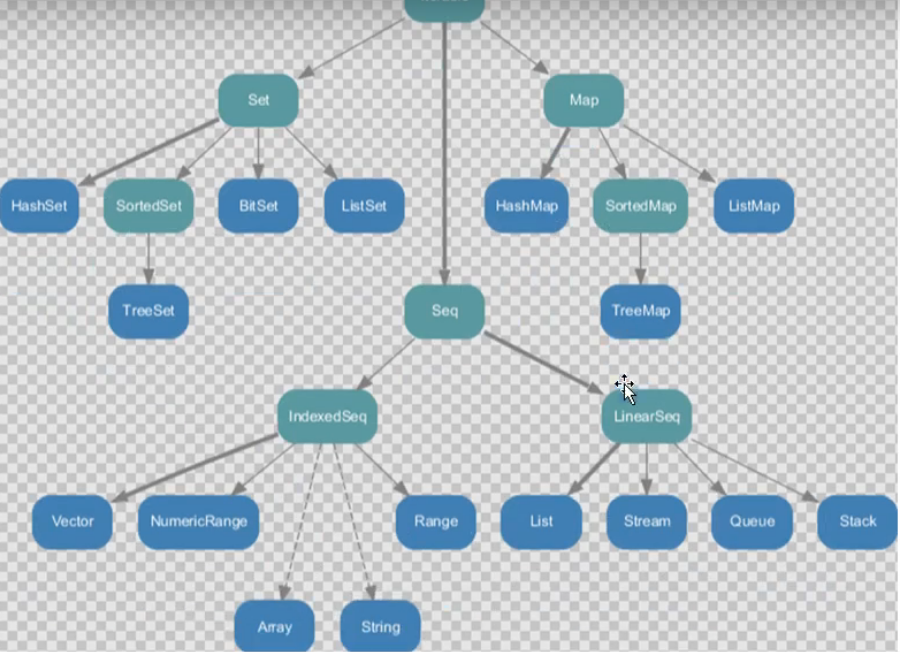 Set
Map
HashSet
SortedSet
BitSet
ListSet
HashMap
SortedMap
ListMap
TreeSet
Seq
TreeMap
IndexedSeq
LinearSeq
Vector
NumericRange
Range
List
Stream
Queue
Stack
Array
String